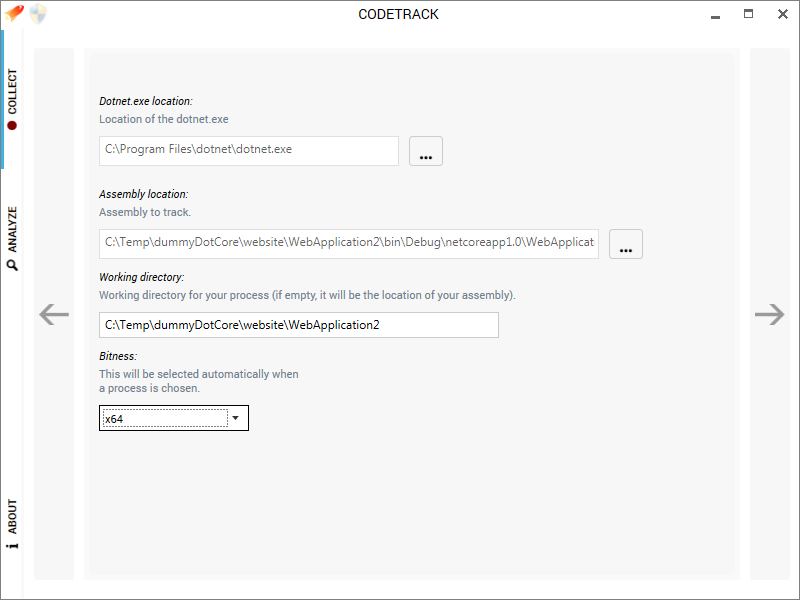 CODETRACK
COLLECT
ANALYZE
ABOUT
Dotnet.exe location:
Location of the dotnet.exe
C:\Program Files\dotnet\dotnet.exe
...
Assembly location:
Assembly to track.
C:\Temp\dummyDotCore\website\WebApplication2\bin\Debug\netcoreapp1.0\WebApplicat
...
Working directory:
Working directory for your process (if empty, it will be the location of your assembly).
C:\Temp\dummyDotCore\website\WebApplication2
Bitness:
This will be selected automatically when
a process is chosen.
x64